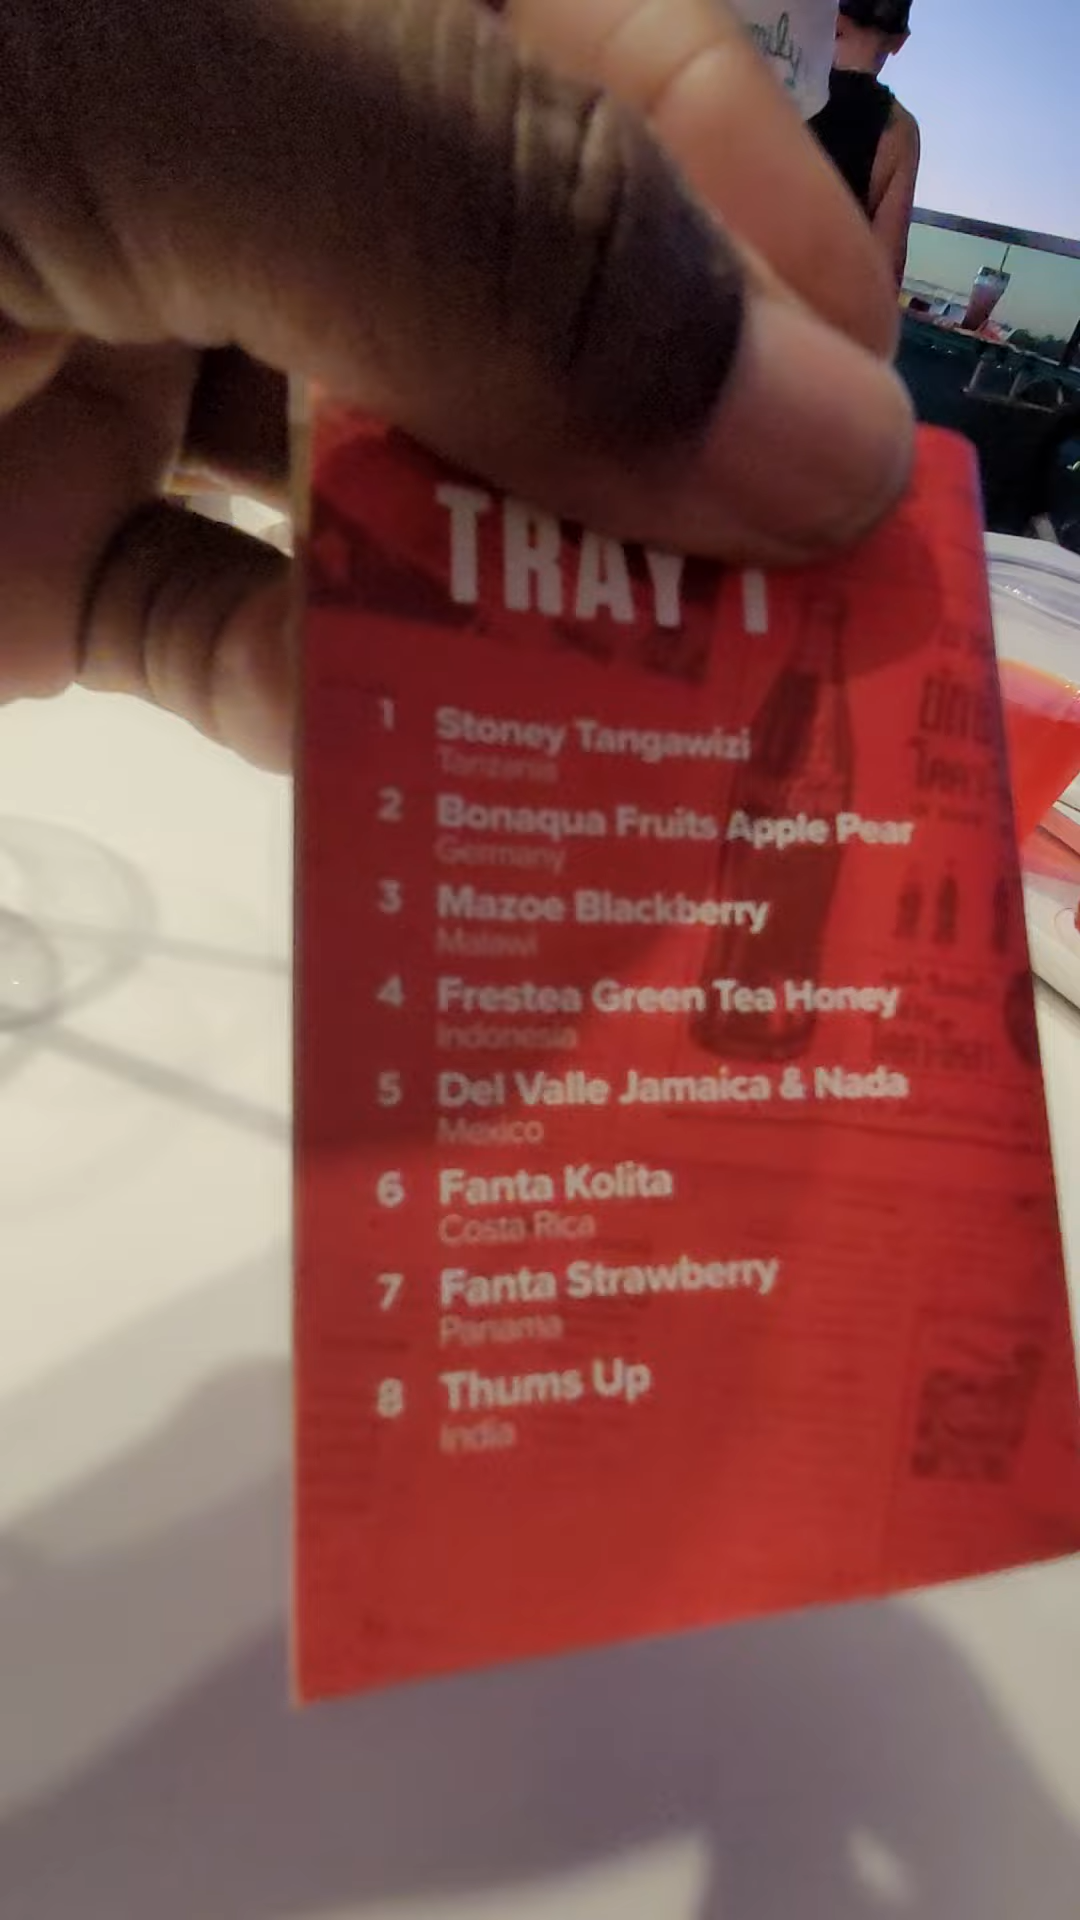 mily
TRAY 1
1 Stoney Tangawizi
Tanzania
2 Bonaqua Fruits Apple Pear
Germany
3 Mazoe Blackberry
Malawi
4 Frestea Green Tea Honey
Indonesia
5 Del Valle Jamaica & Nada
Mexico
6 Fanta Kolita
Costa Rica
7 Fanta Strawberry
Panama
8 Thums Up
India